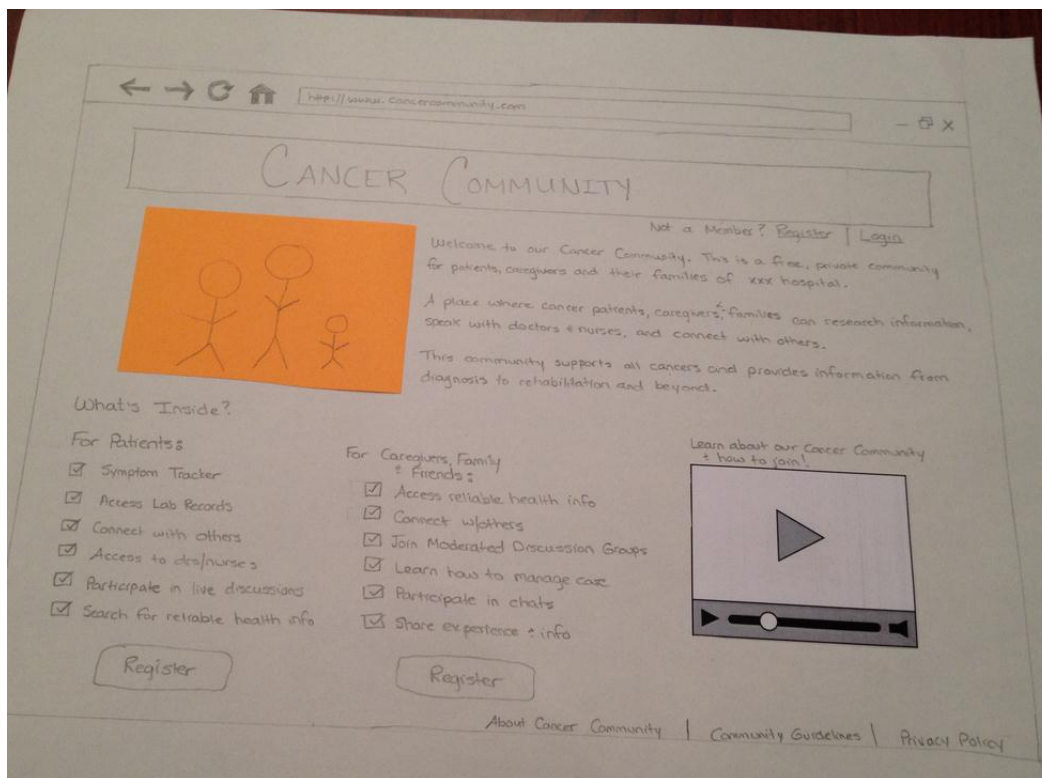 http://www.cancercommunity.com
CANCER COMMUNITY
Not a Member? Register | Login
Welcome to our Cancer Community. This is a free, private community
for patients, caregivers and their families of xxx hospital.
A place where cancer patients, caregivers, & families can research information,
speak with doctors & nurses, and connect with others.
This community supports all cancers and provides information from
diagnosis to rehabilitation and beyond.
What's Inside?
For Patients:
Symptom Tracker
Access Lab Records
Connect with others
Access to drs/nurses
Participate in live discussions
Search for reliable health info
Register
For Caregivers, Family
& Friends:
Access reliable health info
Connect w/others
Join Moderated Discussion Groups
Learn how to manage care
Participate in chats
Share experience & info
Register
Learn about our Cancer Community
& how to join!
About Cancer Community | Community Guidelines | Privacy Policy